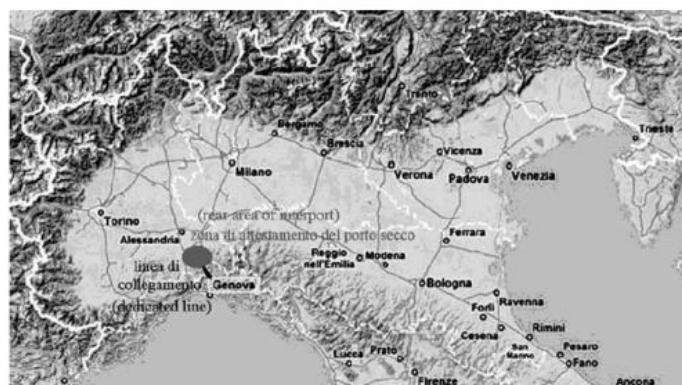 Trento
Trieste
Bergamo
Brescia
Vicenza
Milano
Verona
Padova
Venezia
Torino
(rear area of interport)
zona di attestamento del porto secco
Alessandria
Ferrara
Reggio
nell'Emilia
Modena
linea di
collegamento
Genova
Bologna
(dedicated line)
Ravenna
Forlì
Cesena
Rimini
San
Marino
Pesaro
Fano
Lucca
Prato
Firenze
Ancona